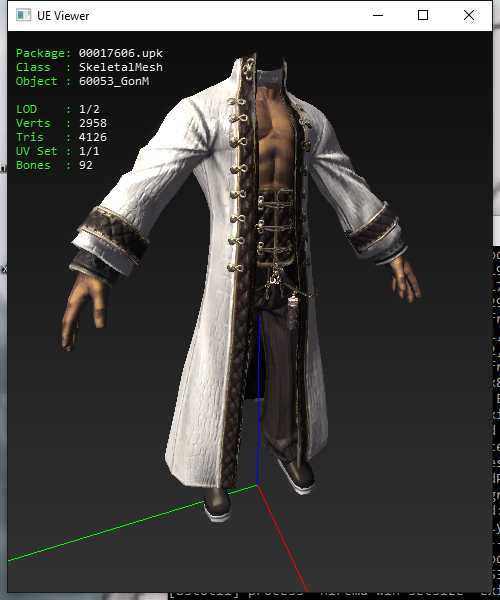 UE Viewer
Package: 00017606.upk
Class : SkeletalMesh
Object : 60053_GonM
LOD : 1/2
Verts : 2958
Tris : 4126
UV Set : 1/1
Bones : 92